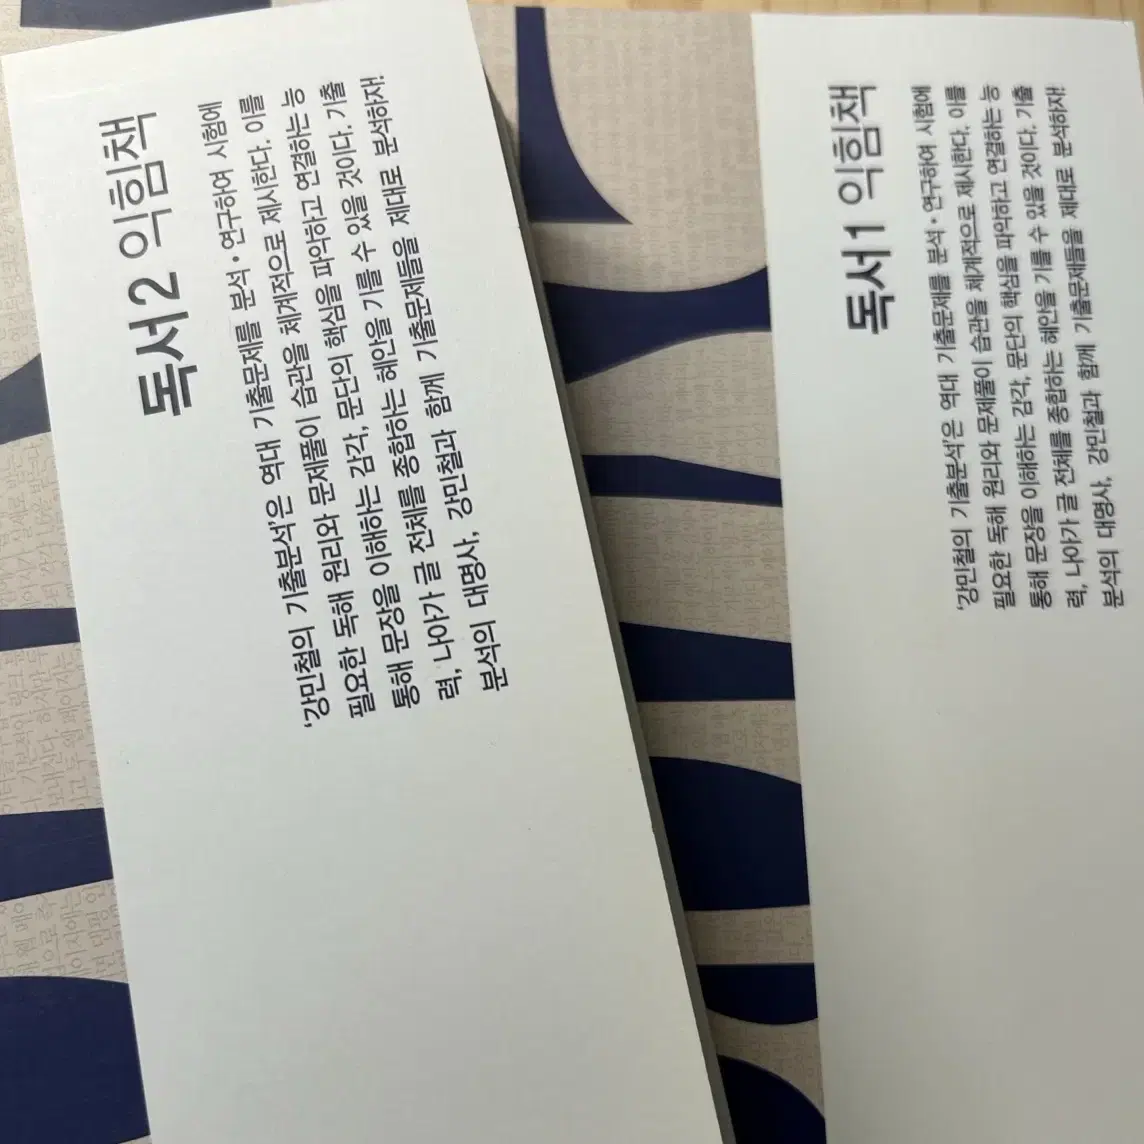 독서2 익힘책
'강민철의 기출분석'은 역대 기출문제를 분석·연구하여 시험에
필요한 독해 원리와 문제풀이 습관을 체계적으로 제시한다. 이를
통해 문장을 이해하는 감각, 문단의 핵심을 파악하고 연결하는 능
력, 나아가 글 전체를 종합하는 혜안을 기를 수 있을 것이다. 기출
분석의 대명사, 강민철과 함께 기출문제들을 제대로 분석하자!
독서1 익힘책
'강민철의 기출분석'은 역대 기출문제를 분석·연구하여 시험에
필요한 독해 원리와 문제풀이 습관을 체계적으로 제시한다. 이를
통해 문장을 이해하는 감각, 문단의 핵심을 파악하고 연결하는 능
력, 나아가 글 전체를 종합하는 혜안을 기를 수 있을 것이다. 기출
분석의 대명사, 강민철과 함께 기출문제들을 제대로 분석하자!